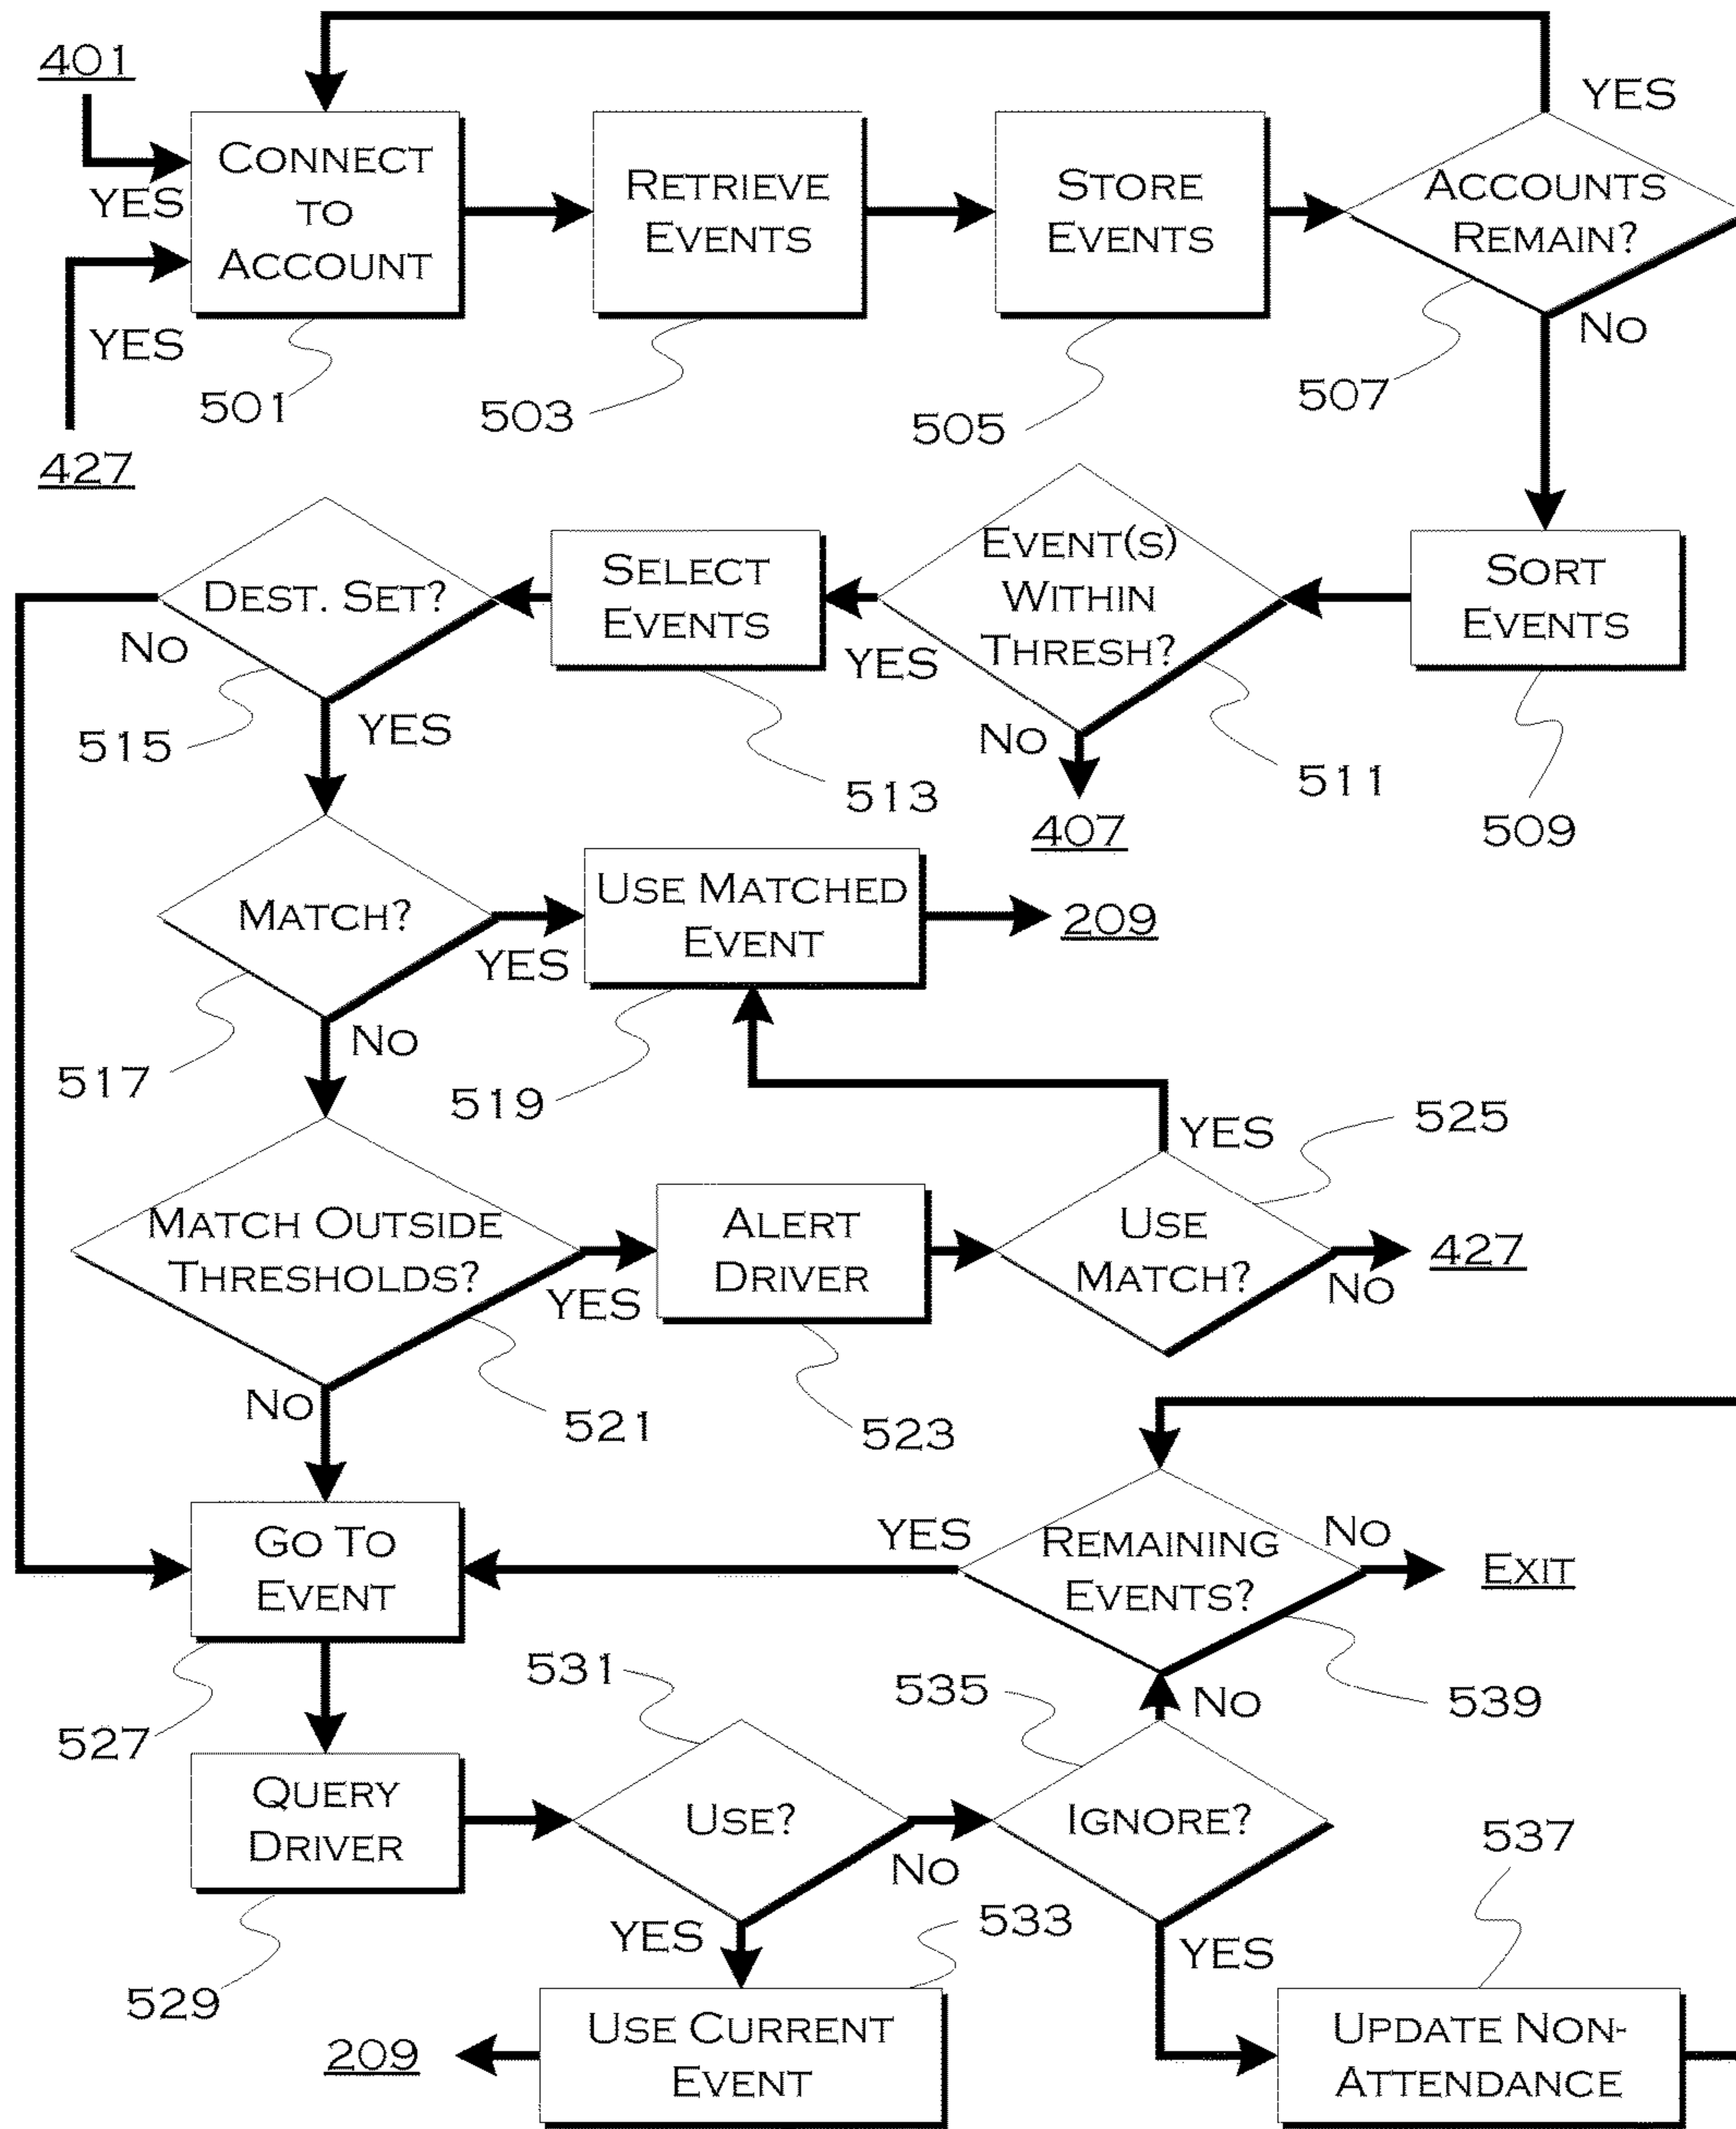 401
YES
CONNECT
TO
ACCOUNT
YES
427
501
RETRIEVE
EVENTS
503
STORE
EVENTS
505
YES
ACCOUNTS
REMAIN?
NO
507
DEST. SET?
NO
YES
515
SELECT
EVENTS
513
EVENT(S)
WITHIN
THRESH?
YES
NO
407
511
SORT
EVENTS
509
MATCH?
YES
NO
517
USE MATCHED
EVENT
209
519
525
YES
MATCH OUTSIDE
THRESHOLDS?
YES
NO
521
ALERT
DRIVER
523
USE
MATCH?
NO
427
GO TO
EVENT
527
YES
REMAINING
EVENTS?
NO
EXIT
539
531
535
NO
QUERY
DRIVER
529
USE?
NO
YES
IGNORE?
YES
537
533
209
USE CURRENT
EVENT
UPDATE NON-
ATTENDANCE